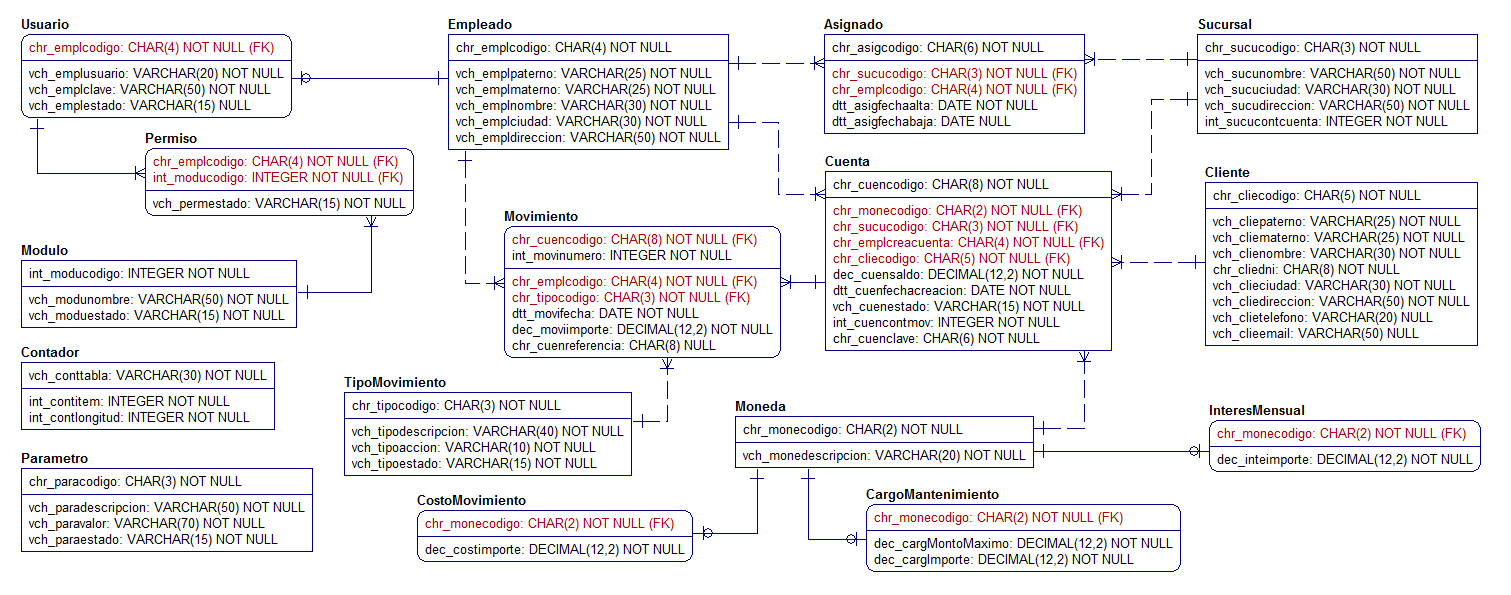 Usuario
chr_emplcodigo: CHAR(4) NOT NULL (FK)
vch_emplusuario: VARCHAR(20) NOT NULL
vch_emplclave: VARCHAR(50) NOT NULL
vch_emplestado: VARCHAR(15) NULL
Empleado
chr_emplcodigo: CHAR(4) NOT NULL
vch_emplpaterno: VARCHAR(25) NOT NULL
vch_emplmaterno: VARCHAR(25) NOT NULL
vch_emplnombre: VARCHAR(30) NOT NULL
vch_emplciudad: VARCHAR(30) NOT NULL
vch_empldireccion: VARCHAR(50) NOT NULL
Asignado
chr_asigcodigo: CHAR(6) NOT NULL
chr_sucucodigo: CHAR(3) NOT NULL (FK)
chr_emplcodigo: CHAR(4) NOT NULL (FK)
dtt_asigfechaalta: DATE NOT NULL
dtt_asigfechabaja: DATE NULL
Sucursal
chr_sucucodigo: CHAR(3) NOT NULL
vch_sucunombre: VARCHAR(50) NOT NULL
vch_sucuciudad: VARCHAR(30) NOT NULL
vch_sucudireccion: VARCHAR(50) NOT NULL
int_sucucontcuenta: INTEGER NOT NULL
Permiso
chr_emplcodigo: CHAR(4) NOT NULL (FK)
int_moducodigo: INTEGER NOT NULL (FK)
vch_permestado: VARCHAR(15) NOT NULL
Cuenta
chr_cuencodigo: CHAR(8) NOT NULL
chr_monecodigo: CHAR(2) NOT NULL (FK)
chr_sucucodigo: CHAR(3) NOT NULL (FK)
chr_emplcreacuenta: CHAR(4) NOT NULL (FK)
chr_cliecodigo: CHAR(5) NOT NULL (FK)
dec_cuensaldo: DECIMAL(12,2) NOT NULL
dtt_cuenfechacreacion: DATE NOT NULL
vch_cuenestado: VARCHAR(15) NOT NULL
int_cuencontmov: INTEGER NOT NULL
chr_cuenclave: CHAR(6) NOT NULL
Cliente
chr_cliecodigo: CHAR(5) NOT NULL
vch_cliepaterno: VARCHAR(25) NOT NULL
vch_cliematerno: VARCHAR(25) NOT NULL
vch_clienombre: VARCHAR(30) NOT NULL
chr_cliedni: CHAR(8) NOT NULL
vch_clieciudad: VARCHAR(30) NOT NULL
vch_cliedireccion: VARCHAR(50) NOT NULL
vch_clietelefono: VARCHAR(20) NULL
vch_clieemail: VARCHAR(50) NULL
Movimiento
chr_cuencodigo: CHAR(8) NOT NULL (FK)
int_movinumero: INTEGER NOT NULL
chr_emplcodigo: CHAR(4) NOT NULL (FK)
chr_tipocodigo: CHAR(3) NOT NULL (FK)
dtt_movifecha: DATE NOT NULL
dec_moviimporte: DECIMAL(12,2) NOT NULL
chr_cuenreferencia: CHAR(8) NULL
Modulo
int_moducodigo: INTEGER NOT NULL
vch_modunombre: VARCHAR(50) NOT NULL
vch_moduestado: VARCHAR(15) NOT NULL
Contador
vch_conttabla: VARCHAR(30) NOT NULL
int_contitem: INTEGER NOT NULL
int_contlongitud: INTEGER NOT NULL
TipoMovimiento
chr_tipocodigo: CHAR(3) NOT NULL
vch_tipodescripcion: VARCHAR(40) NOT NULL
vch_tipoaccion: VARCHAR(10) NOT NULL
vch_tipoestado: VARCHAR(15) NOT NULL
Moneda
chr_monecodigo: CHAR(2) NOT NULL
vch_monedescripcion: VARCHAR(20) NOT NULL
InteresMensual
chr_monecodigo: CHAR(2) NOT NULL (FK)
dec_inteimporte: DECIMAL(12,2) NOT NULL
Parametro
chr_paracodigo: CHAR(3) NOT NULL
vch_paradescripcion: VARCHAR(50) NOT NULL
vch_paravalor: VARCHAR(70) NOT NULL
vch_paraestado: VARCHAR(15) NOT NULL
CostoMovimiento
chr_monecodigo: CHAR(2) NOT NULL (FK)
dec_costimporte: DECIMAL(12,2) NOT NULL
CargoMantenimiento
chr_monecodigo: CHAR(2) NOT NULL (FK)
dec_cargMontoMaximo: DECIMAL(12,2) NOT NULL
dec_cargImporte: DECIMAL(12,2) NOT NULL